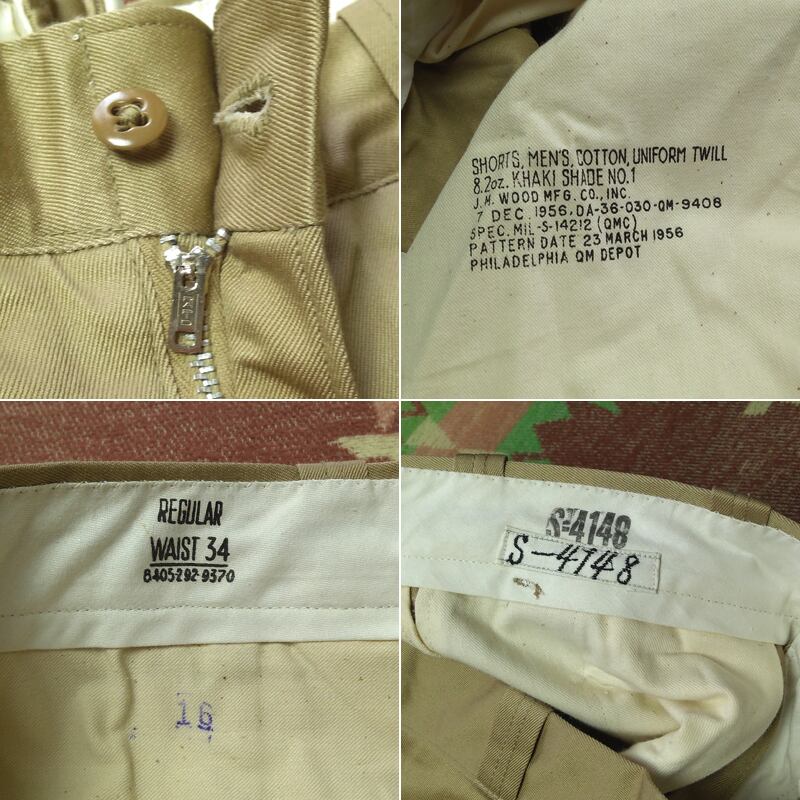 SHORTS, MEN'S, COTTON, UNIFORM TWILL
8.2oz. KHAKI SHADE NO.1
J.H. WOOD MFG. CO., INC.
7 DEC. 1956, DA-36-030-QM-9408
SPEC. MIL-S-14212 (QMC)
PATTERN DATE 23 MARCH 1956
PHILADELPHIA QM DEPOT
REGULAR
WAIST 34
8405-292-9370
16
S-4148
S-4148